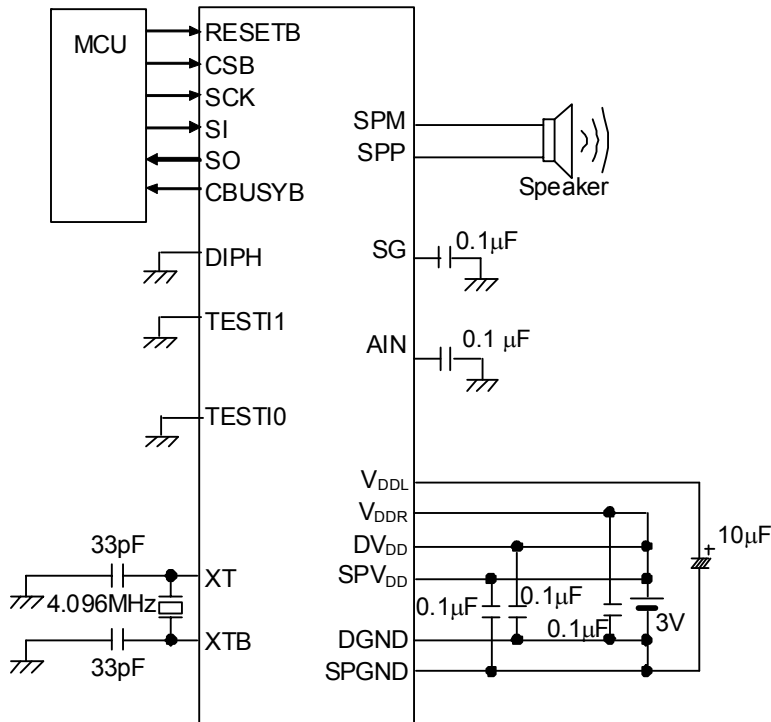 MCU
RESETB
CSB
SCK
SI
SO
CBUSYB
DIPH
TESTI1
TESTI0
33pF
XT
4.096MHz
XTB
33pF
SPM
SPP
Speaker
SG
0.1μF
AIN
0.1 μF
VDDL
VDDR
DVDD
SPVDD
DGND
SPGND
0.1μF
0.1μF
0.1μF
3V
+
10μF